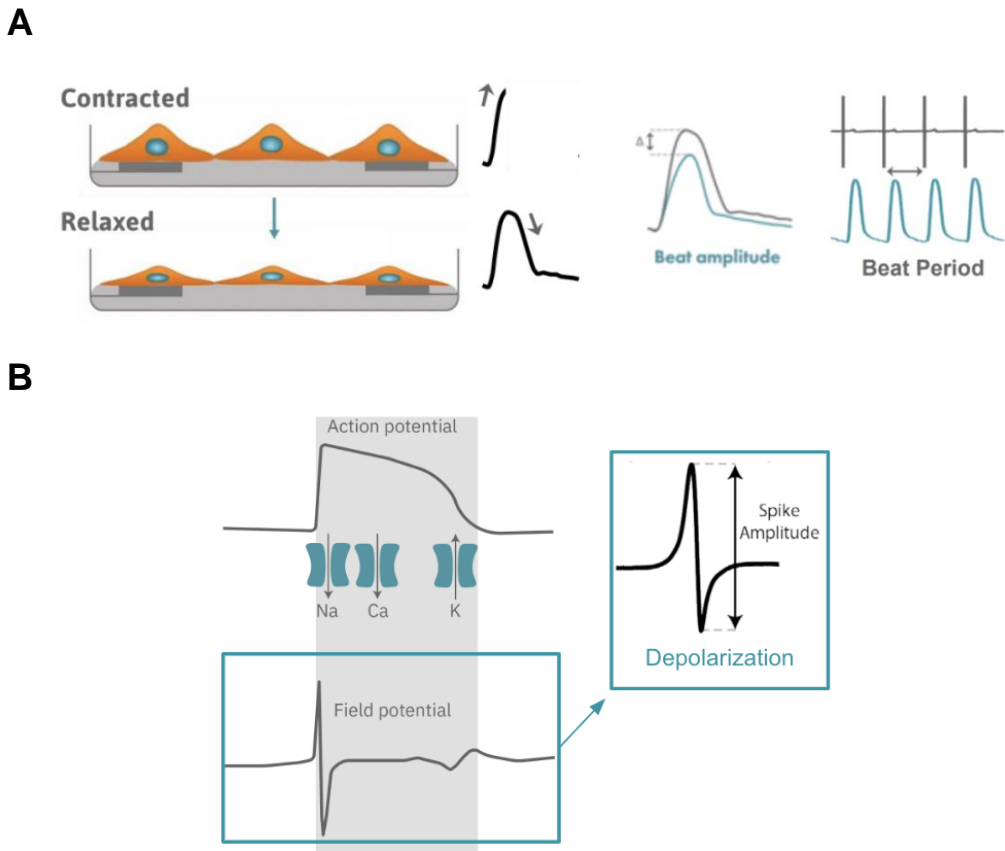 A
Contracted
Relaxed
Δ
Beat amplitude
Beat Period
B
Action potential
Na
Ca
K
Field potential
Spike
Amplitude
Depolarization